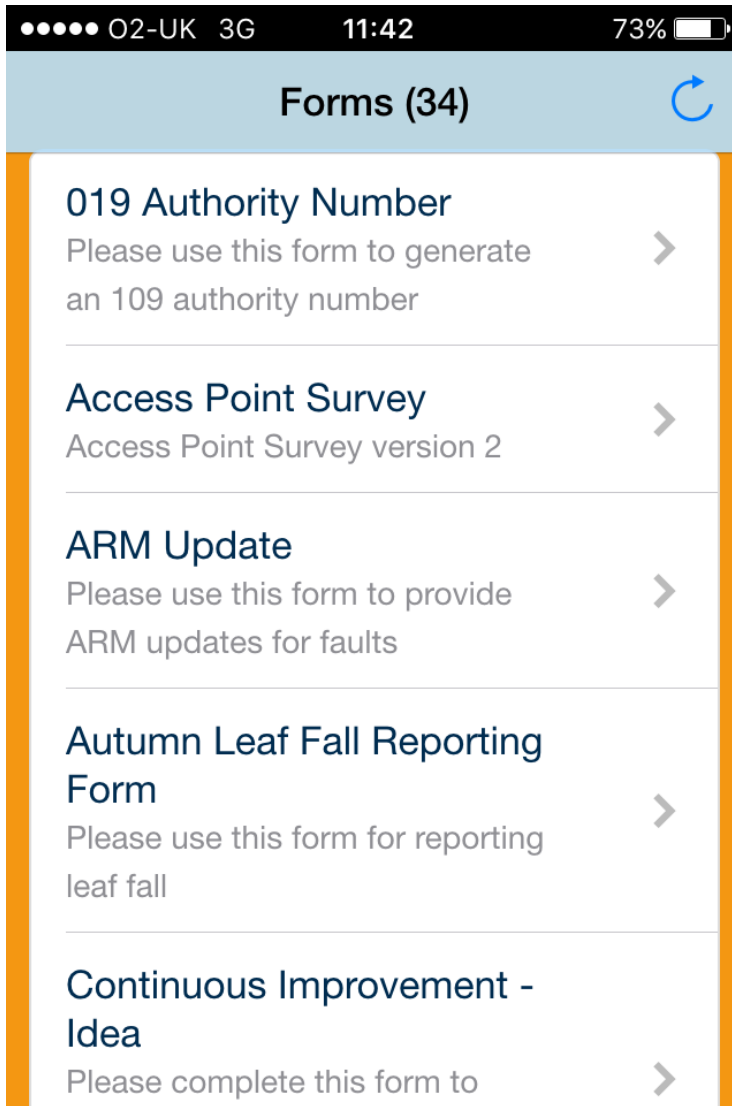 O2-UK 3G 11:42 73%
Forms (34)
019 Authority Number
Please use this form to generate
an 109 authority number
Access Point Survey
Access Point Survey version 2
ARM Update
Please use this form to provide
ARM updates for faults
Autumn Leaf Fall Reporting
Form
Please use this form for reporting
leaf fall
Continuous Improvement -
Idea
Please complete this form to